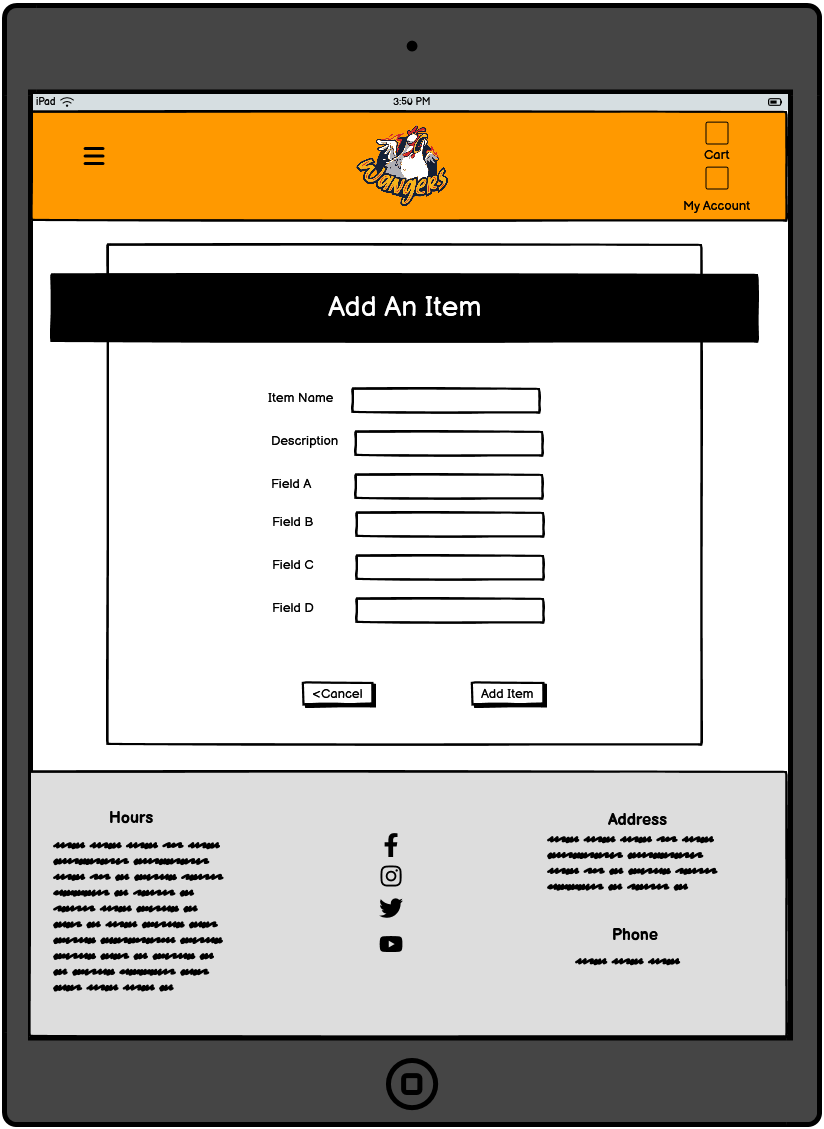 iPad
3:50 PM
Cart
My Account
Wangers
Add An Item
Item Name
Description
Field A
Field B
Field C
Field D
<Cancel
Add Item
Hours
Address
Phone